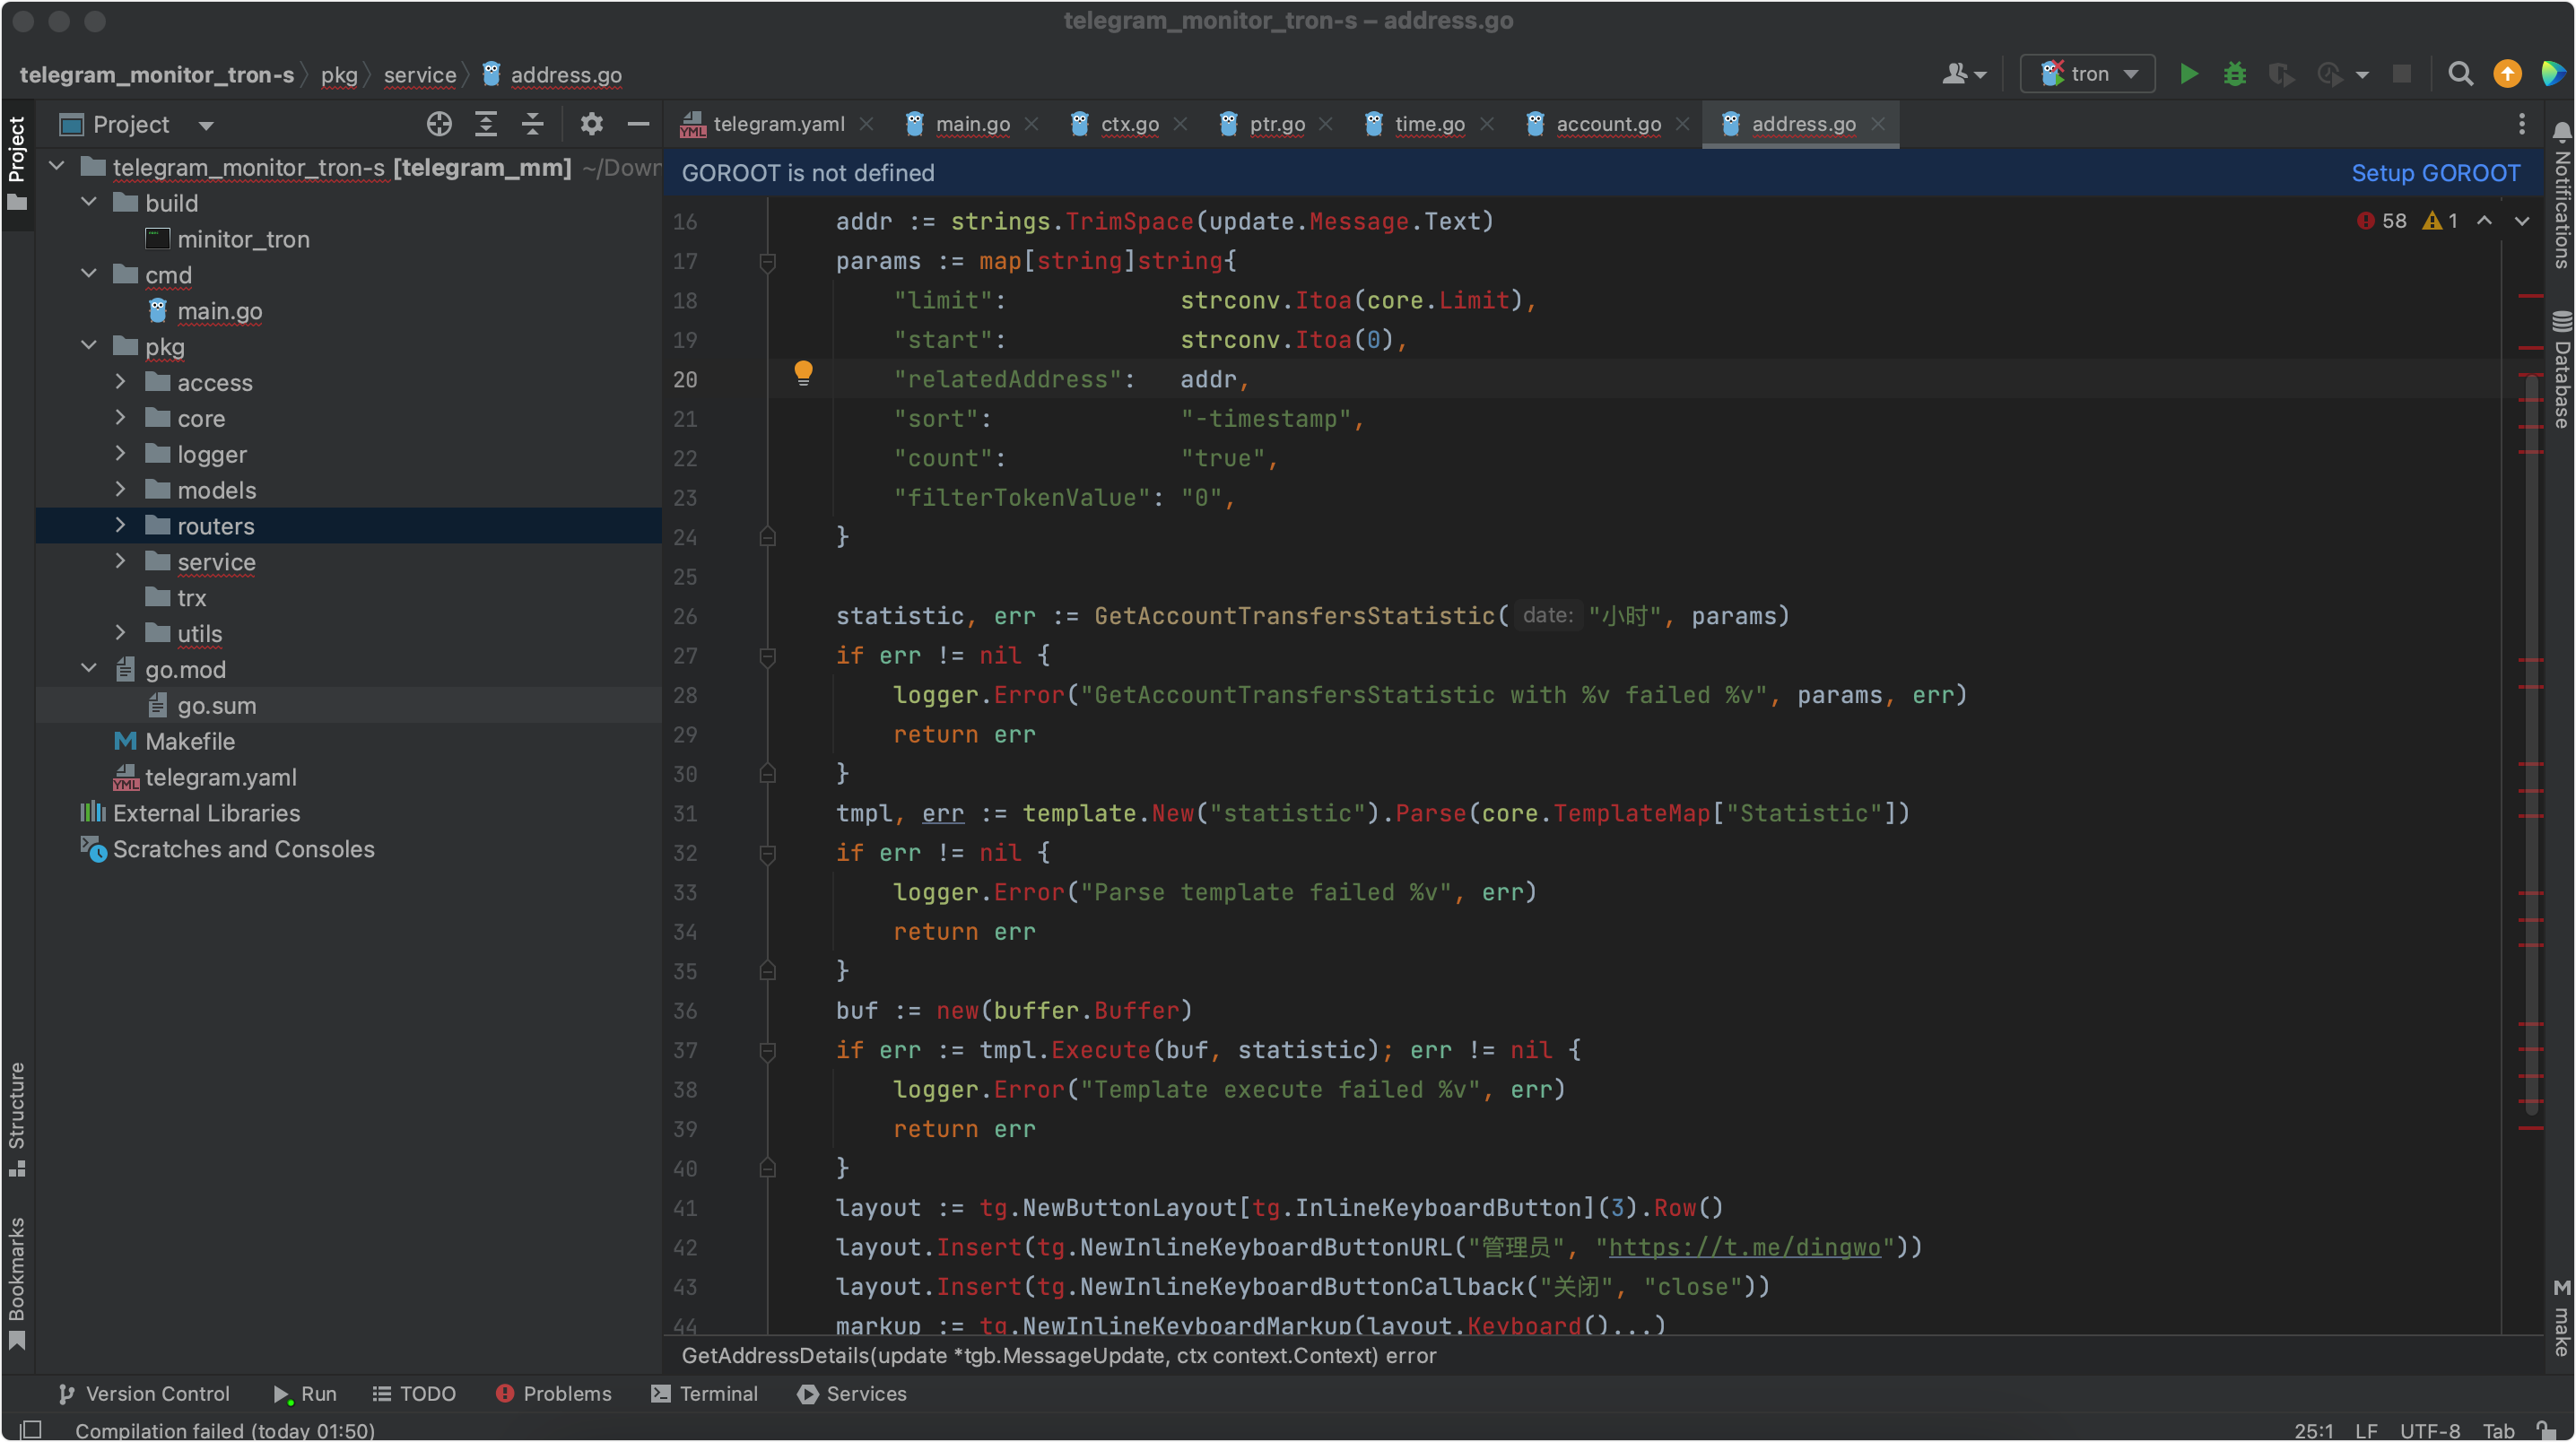 telegram_monitor_tron-s – address.go
telegram_monitor_tron-s pkg service address.go
tron
Project
telegram.yaml main.go ctx.go ptr.go time.go account.go address.go
GOROOT is not defined Setup GOROOT
Project
telegram_monitor_tron-s [telegram_mm] ~/Down
build
minitor_tron
cmd
main.go
pkg
access
core
logger
models
routers
service
trx
utils
go.mod
go.sum
Makefile
telegram.yaml
External Libraries
Scratches and Consoles
Structure
Bookmarks
58 1
16 addr := strings.TrimSpace(update.Message.Text)
17 params := map[string]string{
18 "limit": strconv.Itoa(core.Limit),
19 "start": strconv.Itoa(0),
20 "relatedAddress": addr,
21 "sort": "-timestamp",
22 "count": "true",
23 "filterTokenValue": "0",
24 }
25
26 statistic, err := GetAccountTransfersStatistic( date: "小时", params)
27 if err != nil {
28 logger.Error("GetAccountTransfersStatistic with %v failed %v", params, err)
29 return err
30 }
31 tmpl, err := template.New("statistic").Parse(core.TemplateMap["Statistic"])
32 if err != nil {
33 logger.Error("Parse template failed %v", err)
34 return err
35 }
36 buf := new(buffer.Buffer)
37 if err := tmpl.Execute(buf, statistic); err != nil {
38 logger.Error("Template execute failed %v", err)
39 return err
40 }
41 layout := tg.NewButtonLayout[tg.InlineKeyboardButton](3).Row()
42 layout.Insert(tg.NewInlineKeyboardButtonURL("管理员", "https://t.me/dingwo"))
43 layout.Insert(tg.NewInlineKeyboardButtonCallback("关闭", "close"))
44 markup := tg.NewInlineKeyboardMarkup(layout.Keyboard()...)
GetAddressDetails(update *tgb.MessageUpdate, ctx context.Context) error
Notifications
Database
make
Version Control Run TODO Problems Terminal Services
Compilation failed (today 01:50) 25:1 LF UTF-8 Tab